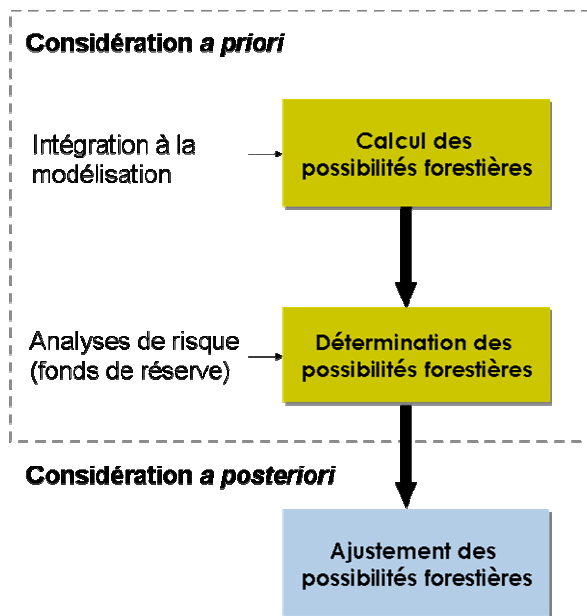 Considération a priori
Intégration à la
modélisation
Calcul des
possibilités forestières
Analyses de risque
(fonds de réserve)
Détermination des
possibilités forestières
Considération a posteriori
Ajustement des
possibilités forestières